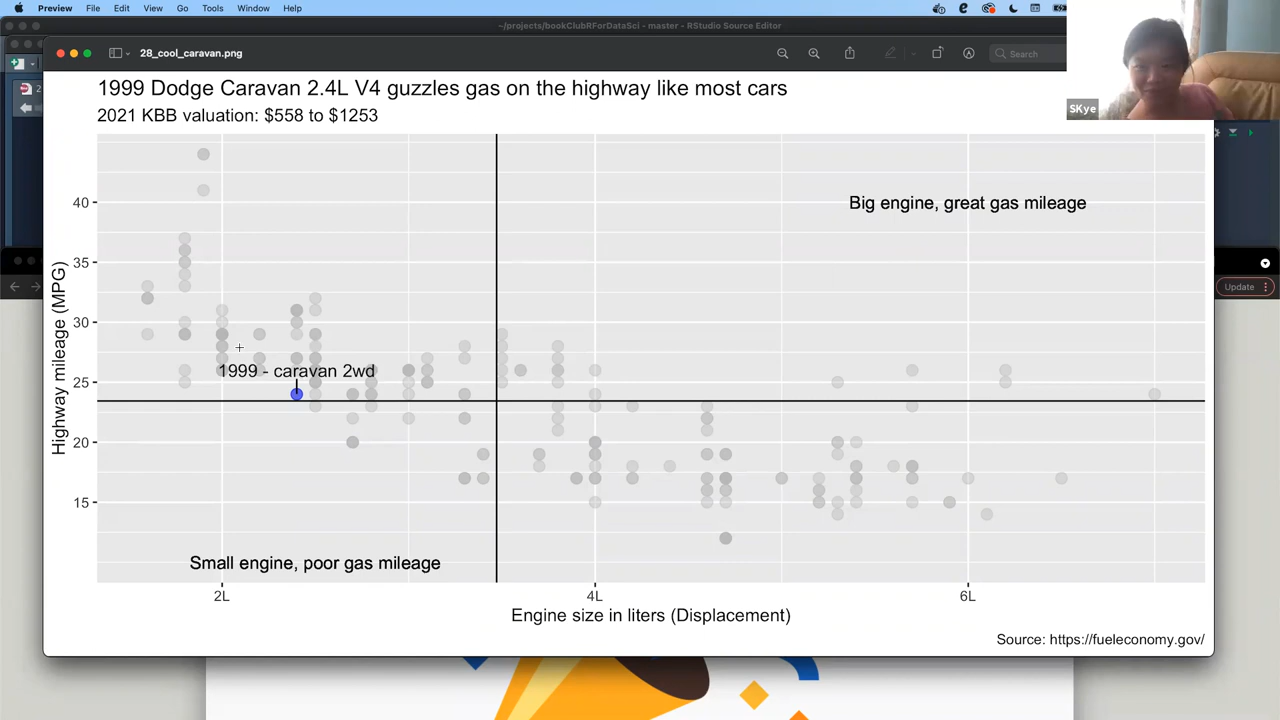 Preview File Edit View Go Tools Window Help
~/projects/bookClubRForDataSci - master - RStudio Source Editor
28_cool_caravan.png
Search
SKye
1999 Dodge Caravan 2.4L V4 guzzles gas on the highway like most cars
2021 KBB valuation: $558 to $1253
Big engine, great gas mileage
1999 - caravan 2wd
Small engine, poor gas mileage
Highway mileage (MPG)
40
35
30
25
20
15
2L
4L
6L
Engine size in liters (Displacement)
Source: https://fueleconomy.gov/
Update
2